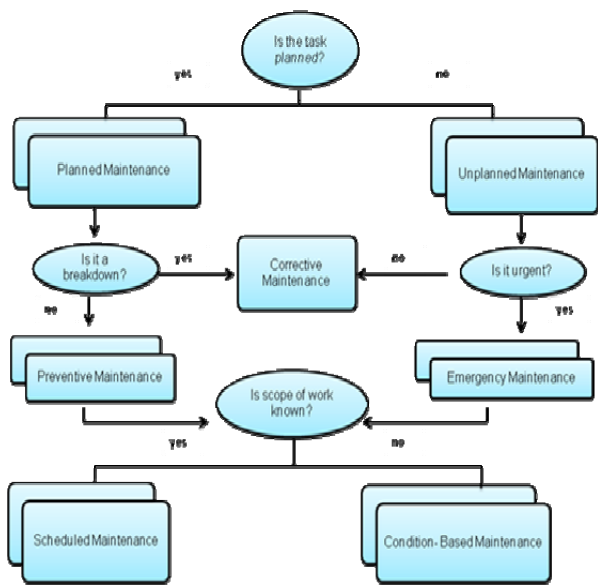 Is the task
planned?
yes
no
Planned Maintenance
Unplanned Maintenance
Is it a
breakdown?
yes
Corrective
Maintenance
no
Is it urgent?
no
yes
Preventive Maintenance
Emergency Maintenance
Is scope of work
known?
yes
no
Scheduled Maintenance
Condition- Based Maintenance